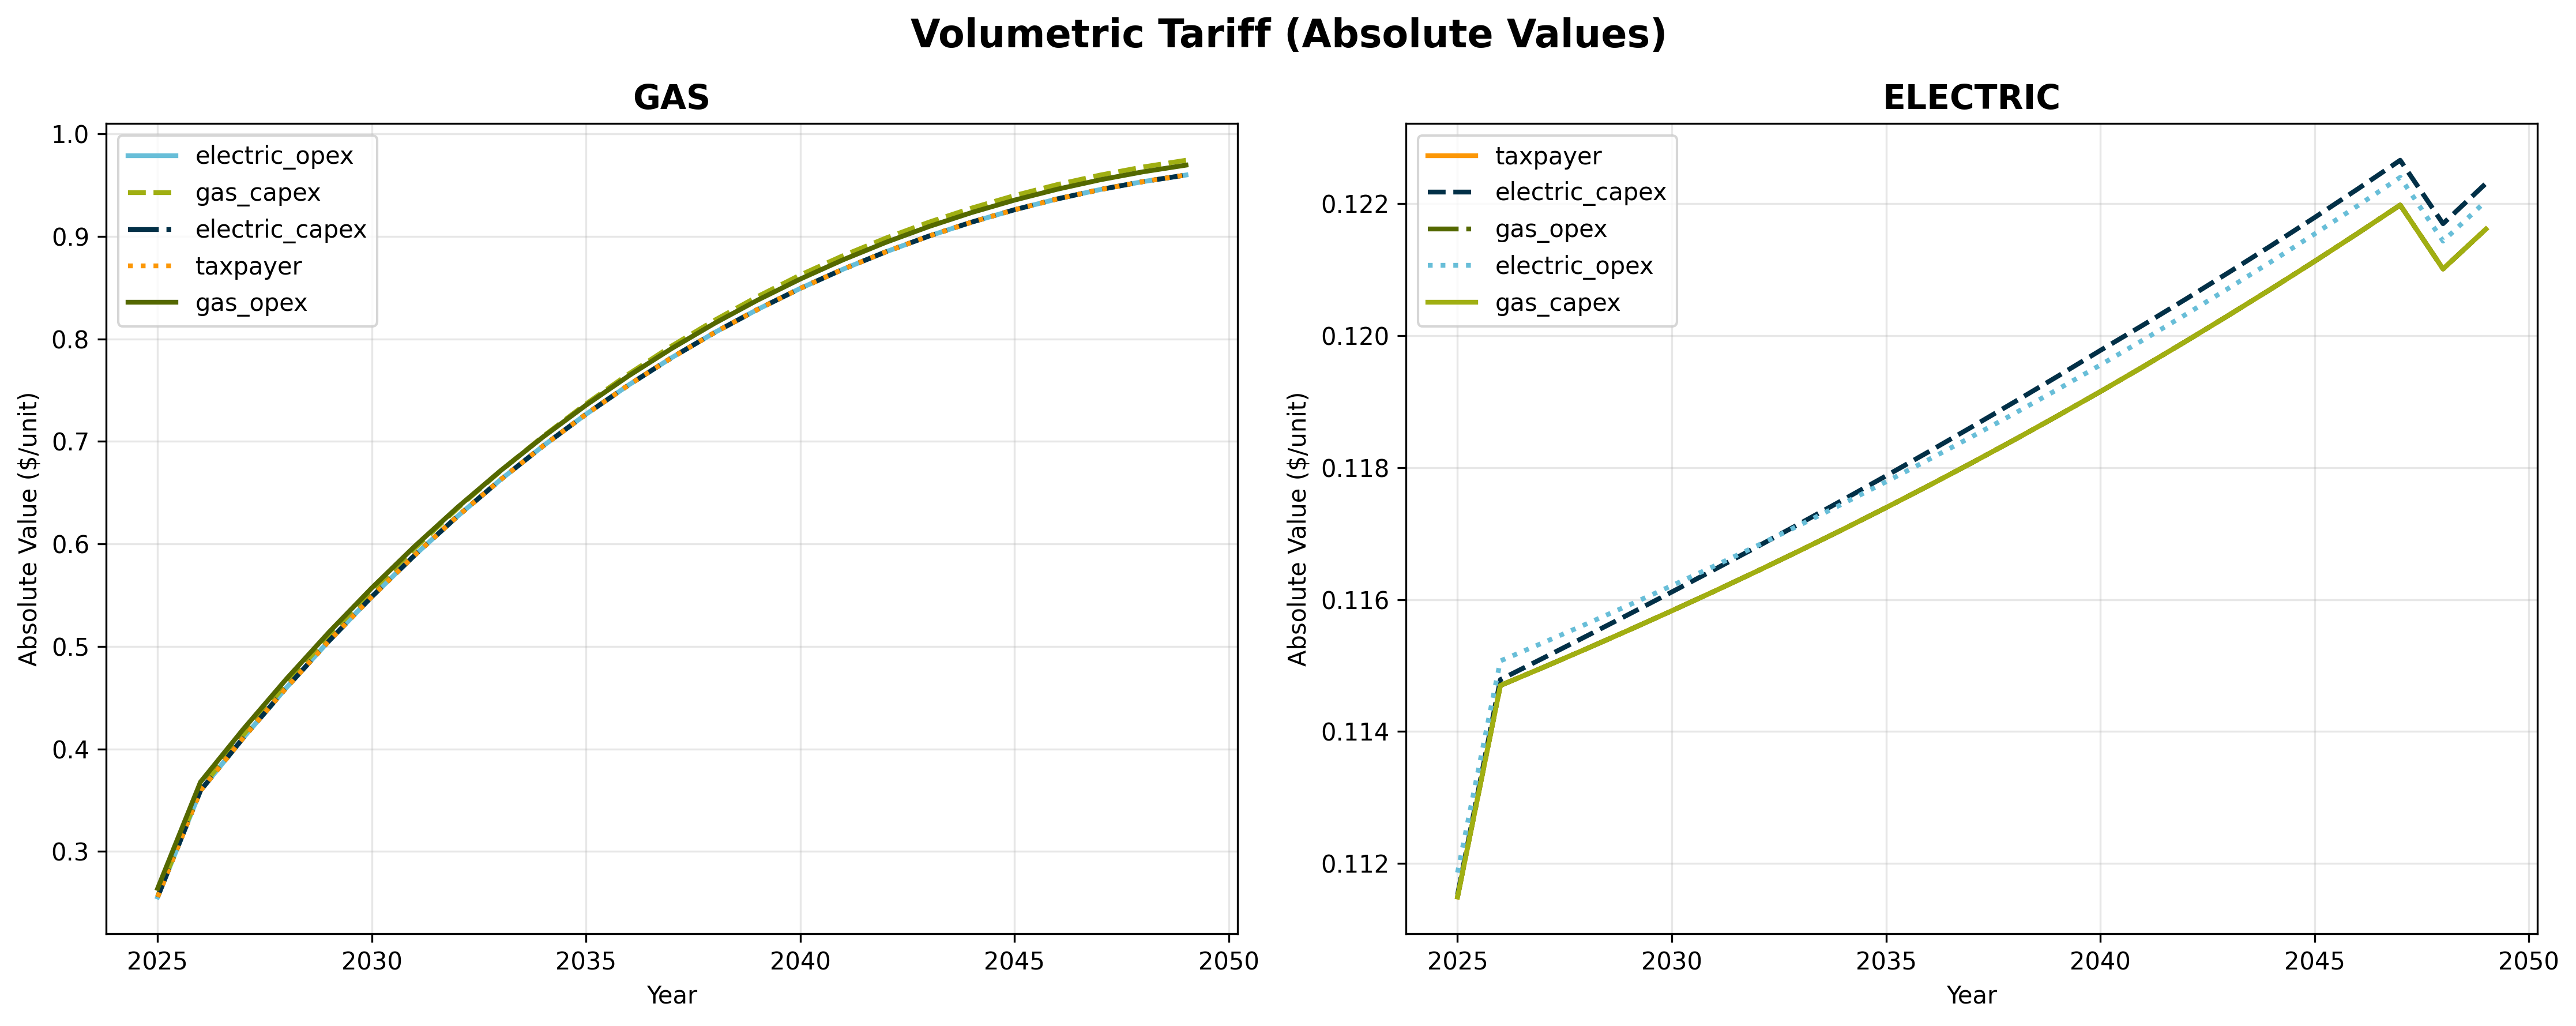 Volumetric Tariff (Absolute Values)
GAS
electric_opex
gas_capex
electric_capex
taxpayer
gas_opex
1.0
0.9
0.8
0.7
0.6
0.5
0.4
0.3
Absolute Value ($/unit)
2025 2030 2035 2040 2045 2050
Year
ELECTRIC
taxpayer
electric_capex
gas_opex
electric_opex
gas_capex
0.122
0.120
0.118
0.116
0.114
0.112
Absolute Value ($/unit)
2025 2030 2035 2040 2045 2050
Year